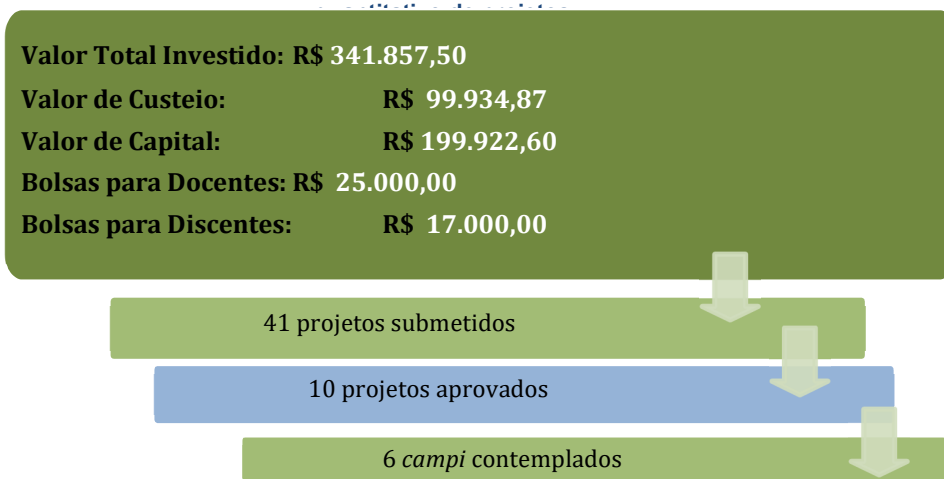 Valor Total Investido: R$ 341.857,50
Valor de Custeio: R$ 99.934,87
Valor de Capital: R$ 199.922,60
Bolsas para Docentes: R$ 25.000,00
Bolsas para Discentes: R$ 17.000,00
41 projetos submetidos
10 projetos aprovados
6 campi contemplados